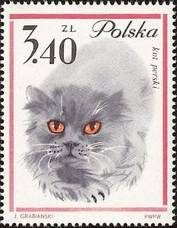 3.40 ZŁ Polska
kot perski
J. GRABIAŃSKI PWPW